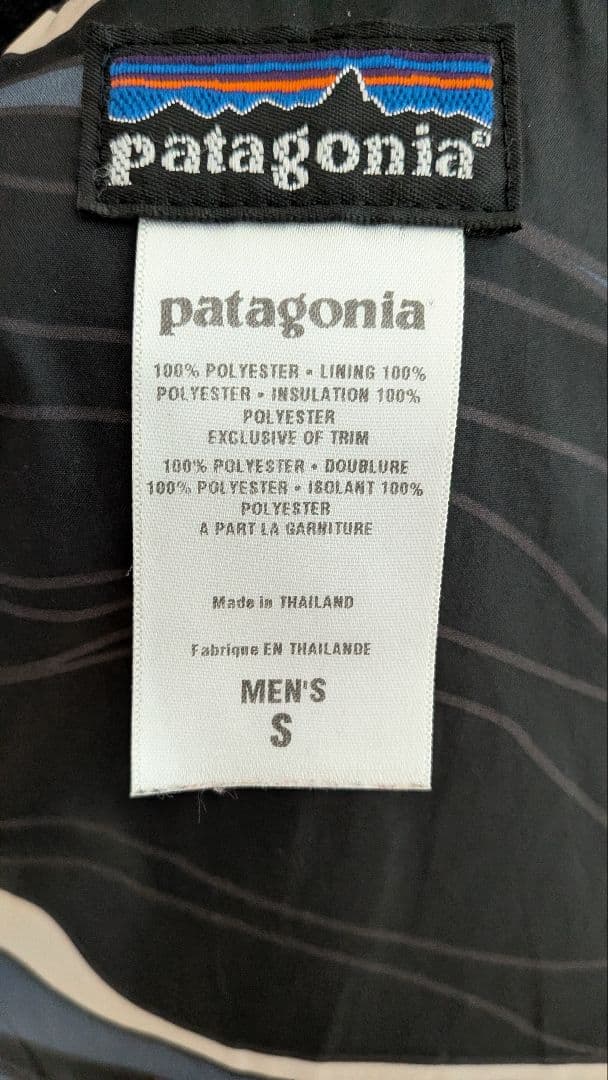 patagonia®
patagonia
100% POLYESTER • LINING 100%
POLYESTER • INSULATION 100%
POLYESTER
EXCLUSIVE OF TRIM
100% POLYESTER • DOUBLURE
100% POLYESTER • ISOLANT 100%
POLYESTER
A PART LA GARNITURE
Made in THAILAND
Fabrique EN THAILANDE
MEN'S
S